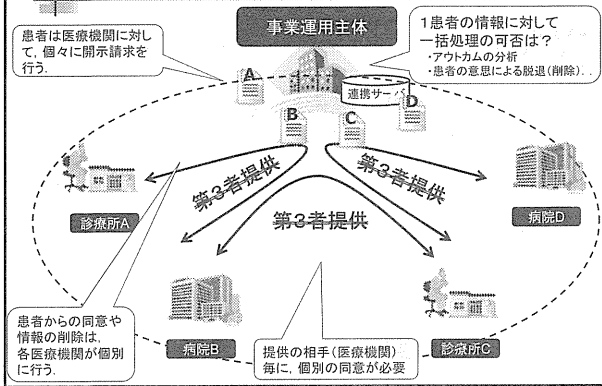 事業運用主体
患者は医療機関に対し
て，個々に開示請求を
行う．
1患者の情報に対して
一括処理の可否は？
・アウトカムの分析
・患者の意思による脱退(削除)．．
A
連携サーバ
D
B
C
第3者提供
第3者提供
第3者提供
診療所A
病院D
病院B
診療所C
患者からの同意や
情報の削除は，
各医療機関が個別
に行う．
提供の相手(医療機関)
毎に，個別の同意が必要